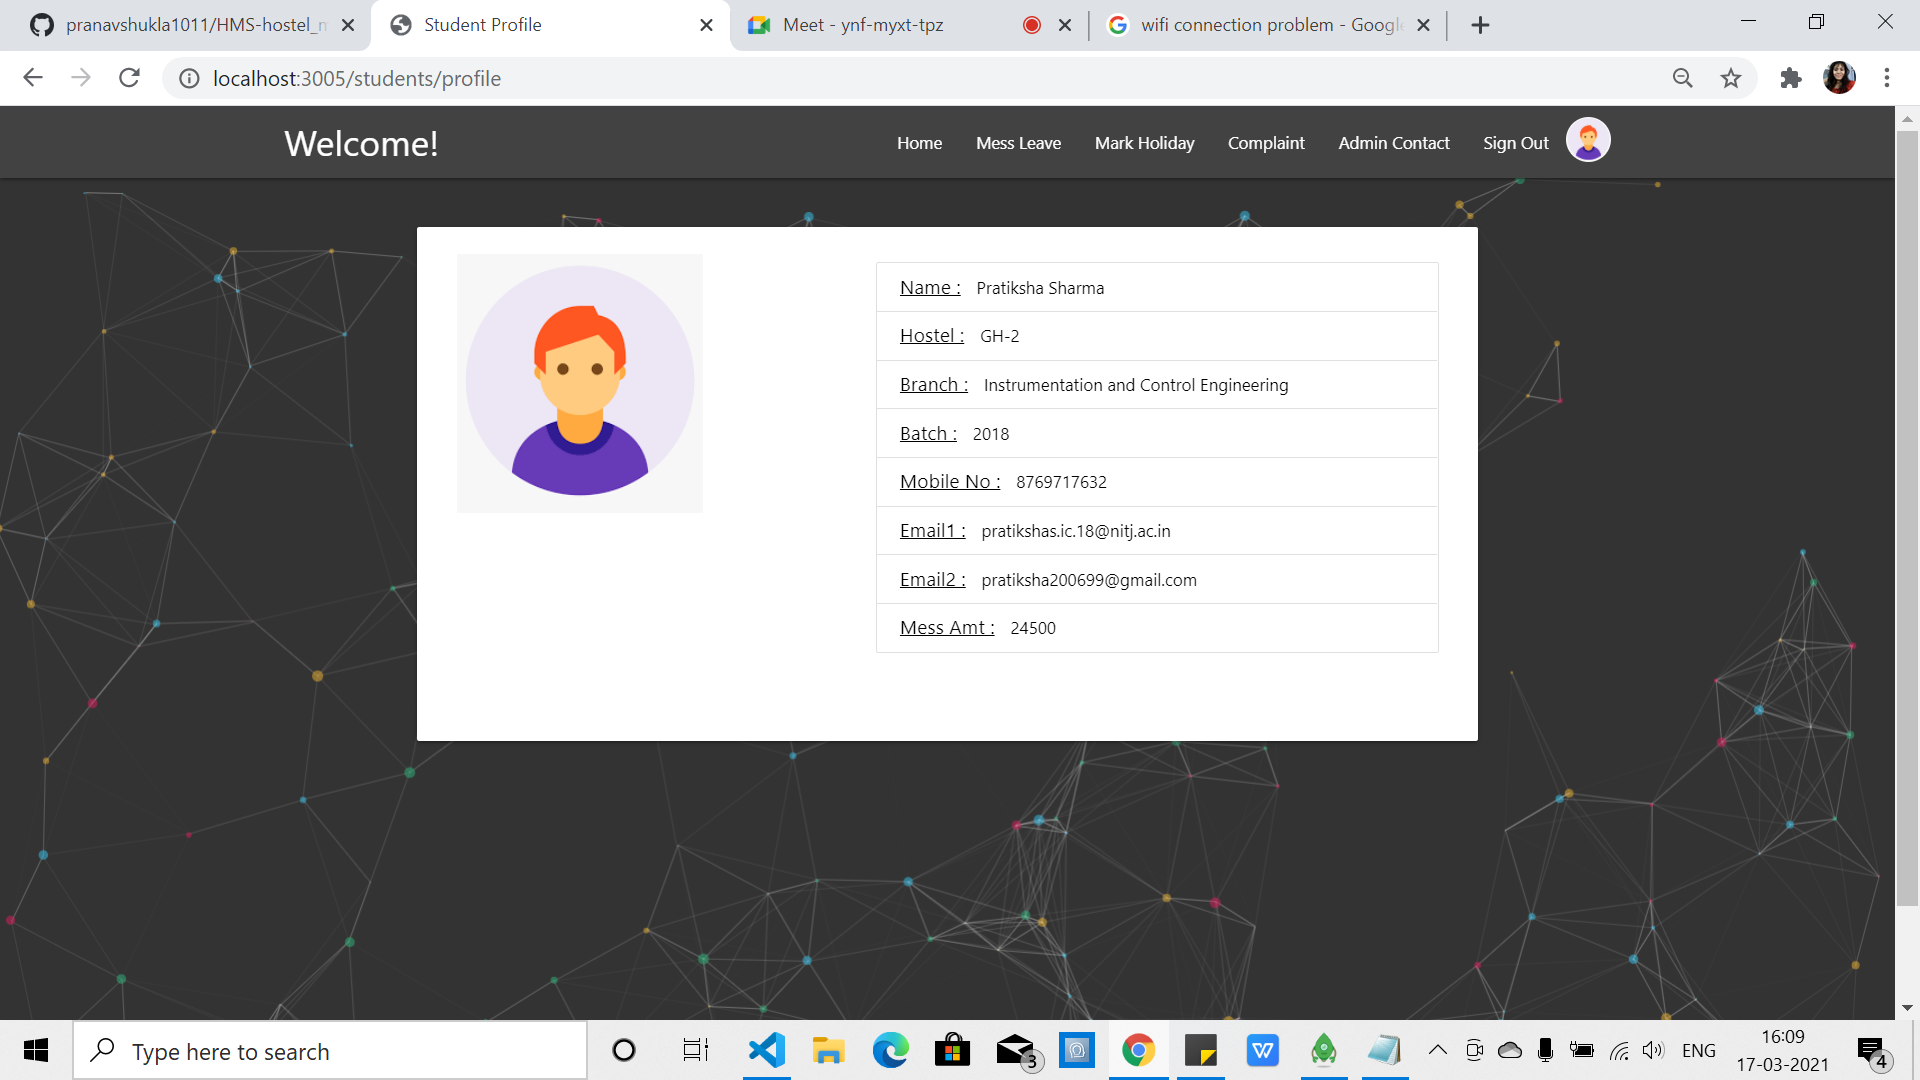 pranavshukla1011/HMS-hostel_m
Student Profile
Meet - ynf-myxt-tpz
wifi connection problem - Google
localhost:3005/students/profile
Welcome!
Home
Mess Leave
Mark Holiday
Complaint
Admin Contact
Sign Out
Name : Pratiksha Sharma
Hostel : GH-2
Branch : Instrumentation and Control Engineering
Batch : 2018
Mobile No : 8769717632
Email1 : pratikshas.ic.18@nitj.ac.in
Email2 : pratiksha200699@gmail.com
Mess Amt : 24500
Type here to search
3
W
ENG
16:09
17-03-2021
4